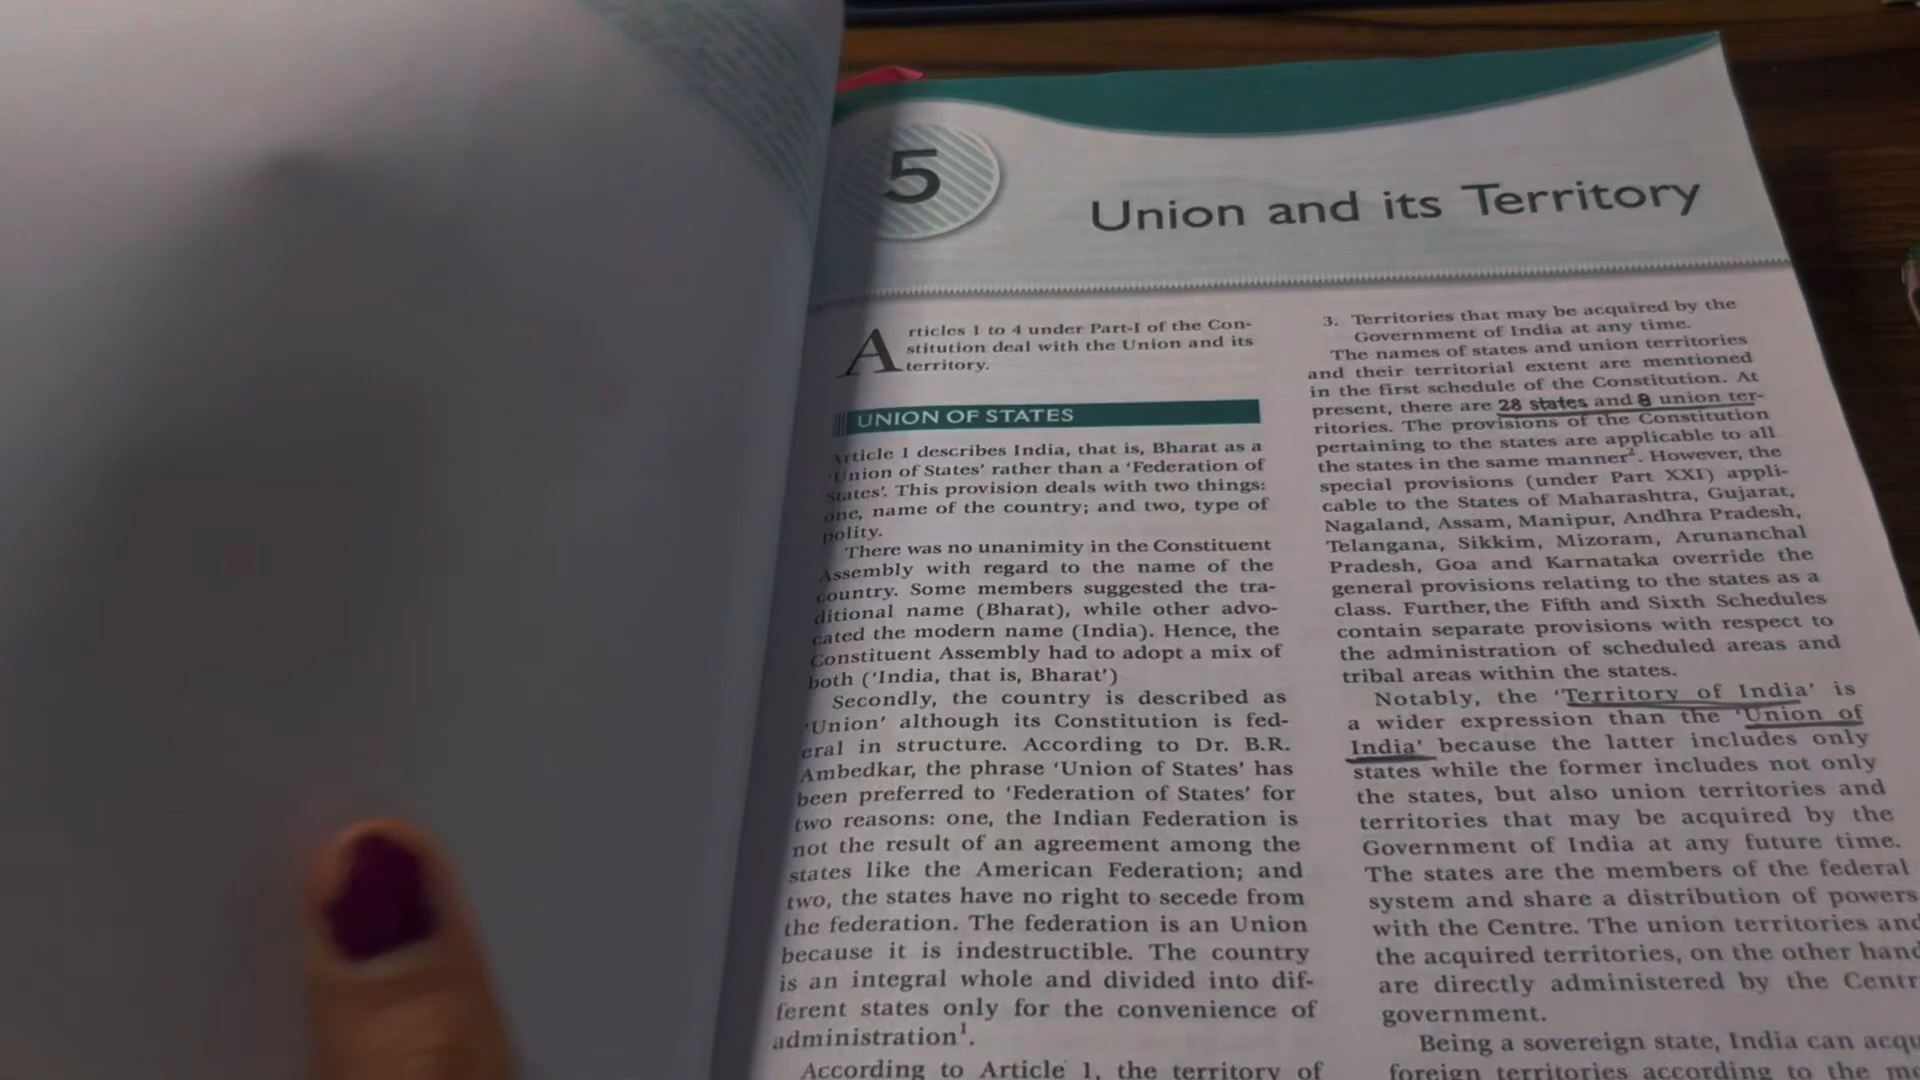 5
Union and its Territory
Articles 1 to 4 under Part-I of the Con-
stitution deal with the Union and its
territory.
UNION OF STATES
Article 1 describes India, that is, Bharat as a
'Union of States' rather than a 'Federation of
States'. This provision deals with two things:
one, name of the country; and two, type of
polity.
There was no unanimity in the Constituent
Assembly with regard to the name of the
country. Some members suggested the tra-
ditional name (Bharat), while other advo-
cated the modern name (India). Hence, the
Constituent Assembly had to adopt a mix of
both ('India, that is, Bharat')
Secondly, the country is described as
'Union' although its Constitution is fed-
eral in structure. According to Dr. B.R.
Ambedkar, the phrase 'Union of States' has
been preferred to 'Federation of States' for
two reasons: one, the Indian Federation is
not the result of an agreement among the
states like the American Federation; and
two, the states have no right to secede from
the federation. The federation is an Union
because it is indestructible. The country
is an integral whole and divided into dif-
ferent states only for the convenience of
administration¹.
According to Article 1, the territory of
3. Territories that may be acquired by the
Government of India at any time.
The names of states and union territories
and their territorial extent are mentioned
in the first schedule of the Constitution. At
present, there are 28 states and 8 union ter-
ritories. The provisions of the Constitution
pertaining to the states are applicable to all
the states in the same manner². However, the
special provisions (under Part XXI) appli-
cable to the States of Maharashtra, Gujarat,
Nagaland, Assam, Manipur, Andhra Pradesh,
Telangana, Sikkim, Mizoram, Arunanchal
Pradesh, Goa and Karnataka override the
general provisions relating to the states as a
class. Further, the Fifth and Sixth Schedules
contain separate provisions with respect to
the administration of scheduled areas and
tribal areas within the states.
Notably, the 'Territory of India' is
a wider expression than the 'Union of
India' because the latter includes only
states while the former includes not only
the states, but also union territories and
territories that may be acquired by the
Government of India at any future time.
The states are the members of the federal
system and share a distribution of powers
with the Centre. The union territories and
the acquired territories, on the other hand
are directly administered by the Centr
government.
Being a sovereign state, India can acqu
foreign territories according to the mo